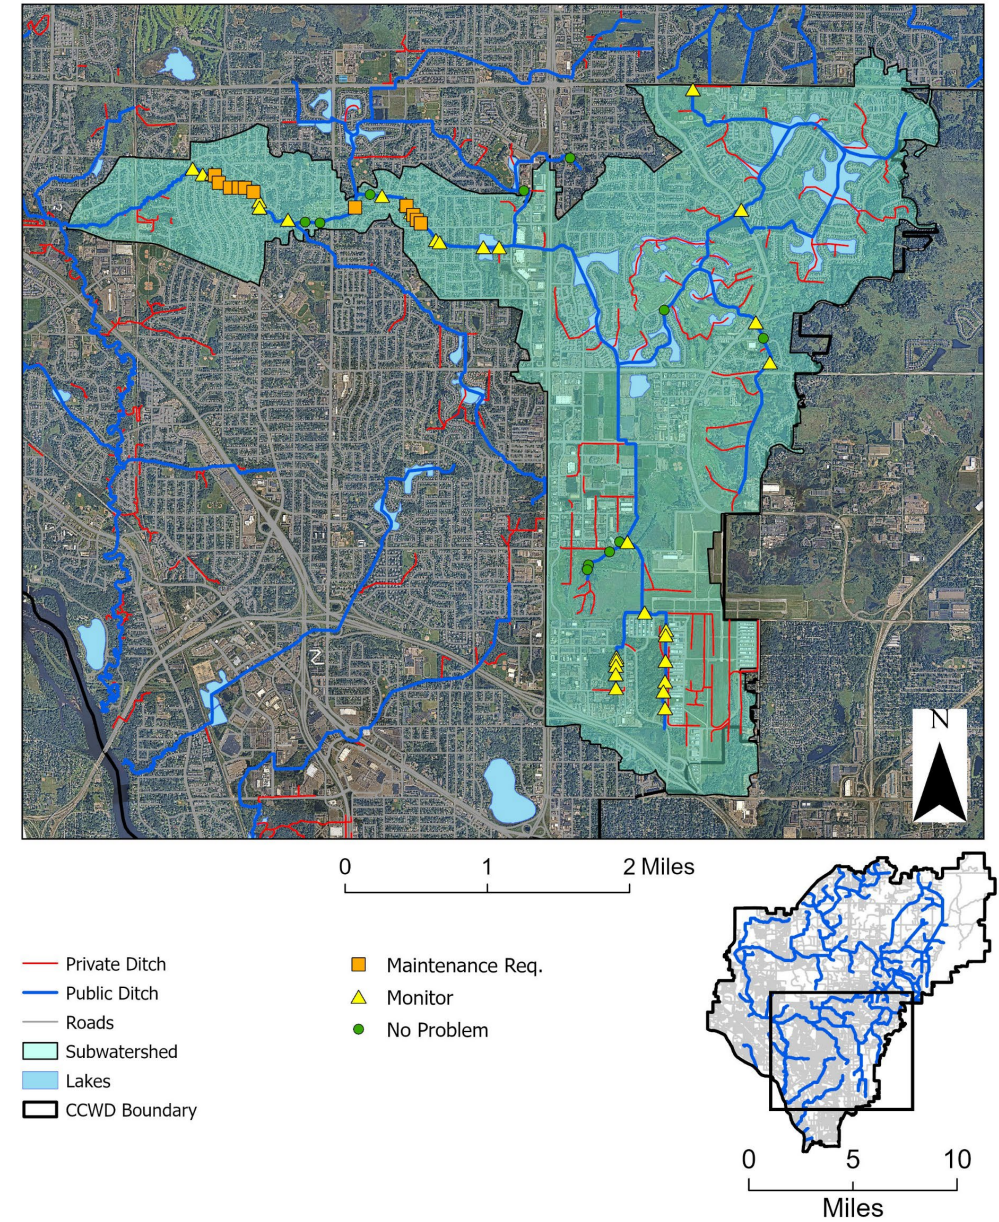 N
0 1 2 Miles
Private Ditch
Public Ditch
Roads
Subwatershed
Lakes
CCWD Boundary
Maintenance Req.
Monitor
No Problem
0 5 10
Miles